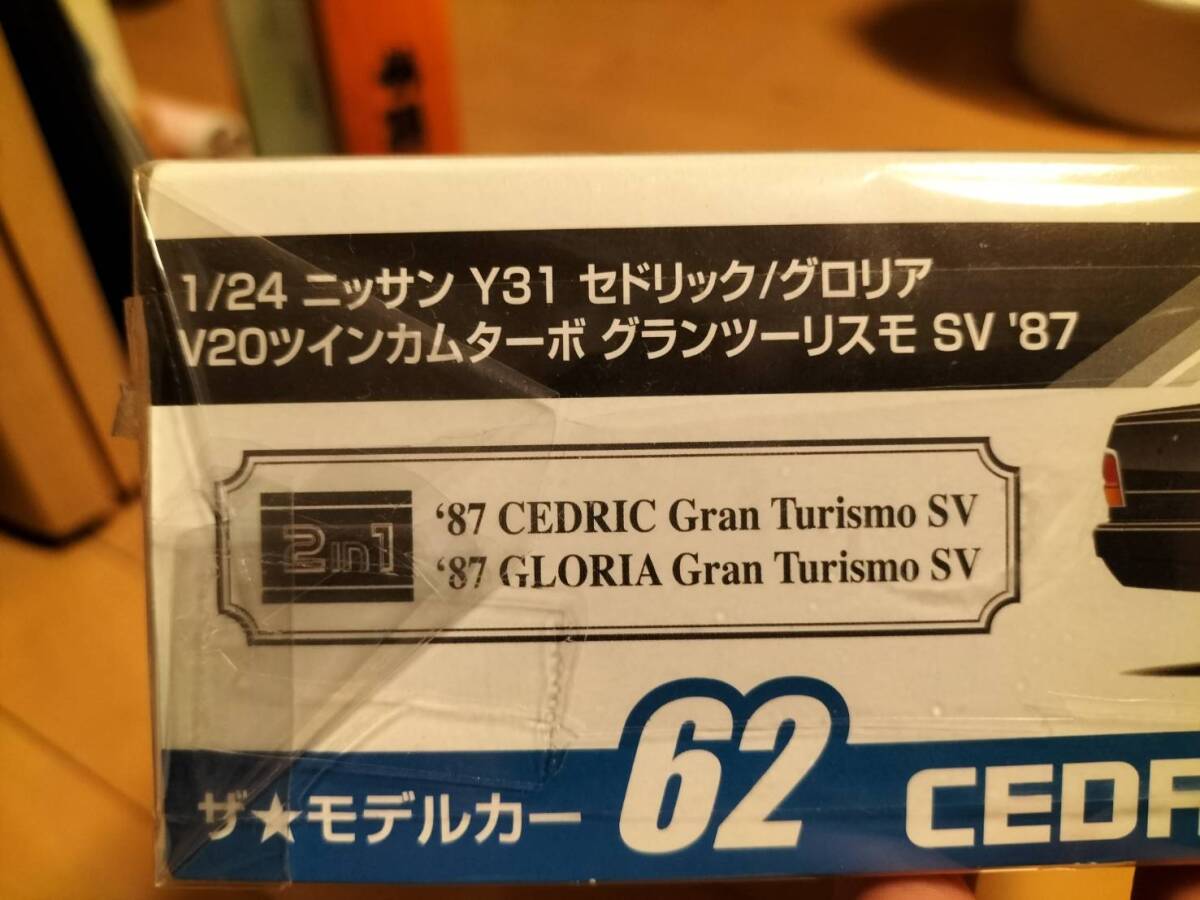 1/24 ニッサン Y31 セドリック/グロリア
V20ツインカムターボ グランツーリスモ SV '87
2in1
‘87 CEDRIC Gran Turismo SV
‘87 GLORIA Gran Turismo SV
ザ★モデルカー 62 CEDR